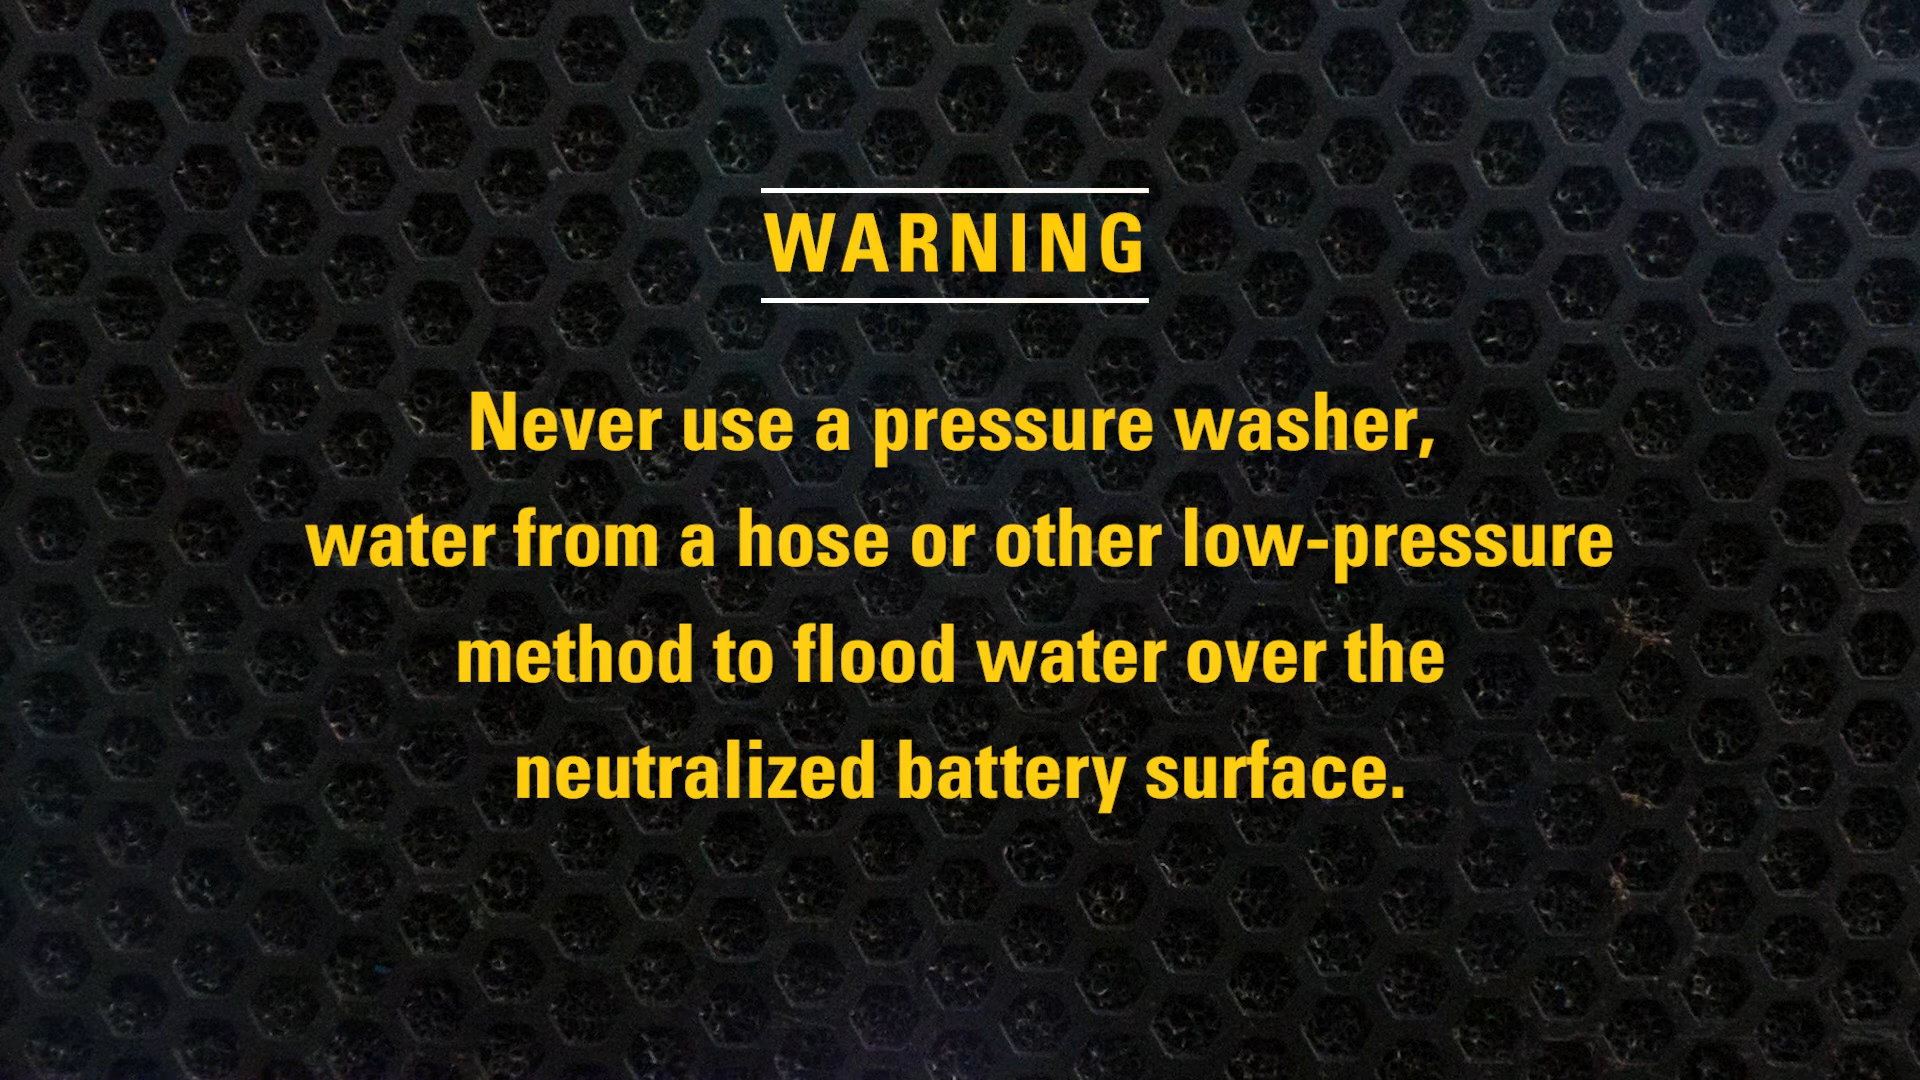 WARNING
Never use a pressure washer,
water from a hose or other low-pressure
method to flood water over the
neutralized battery surface.